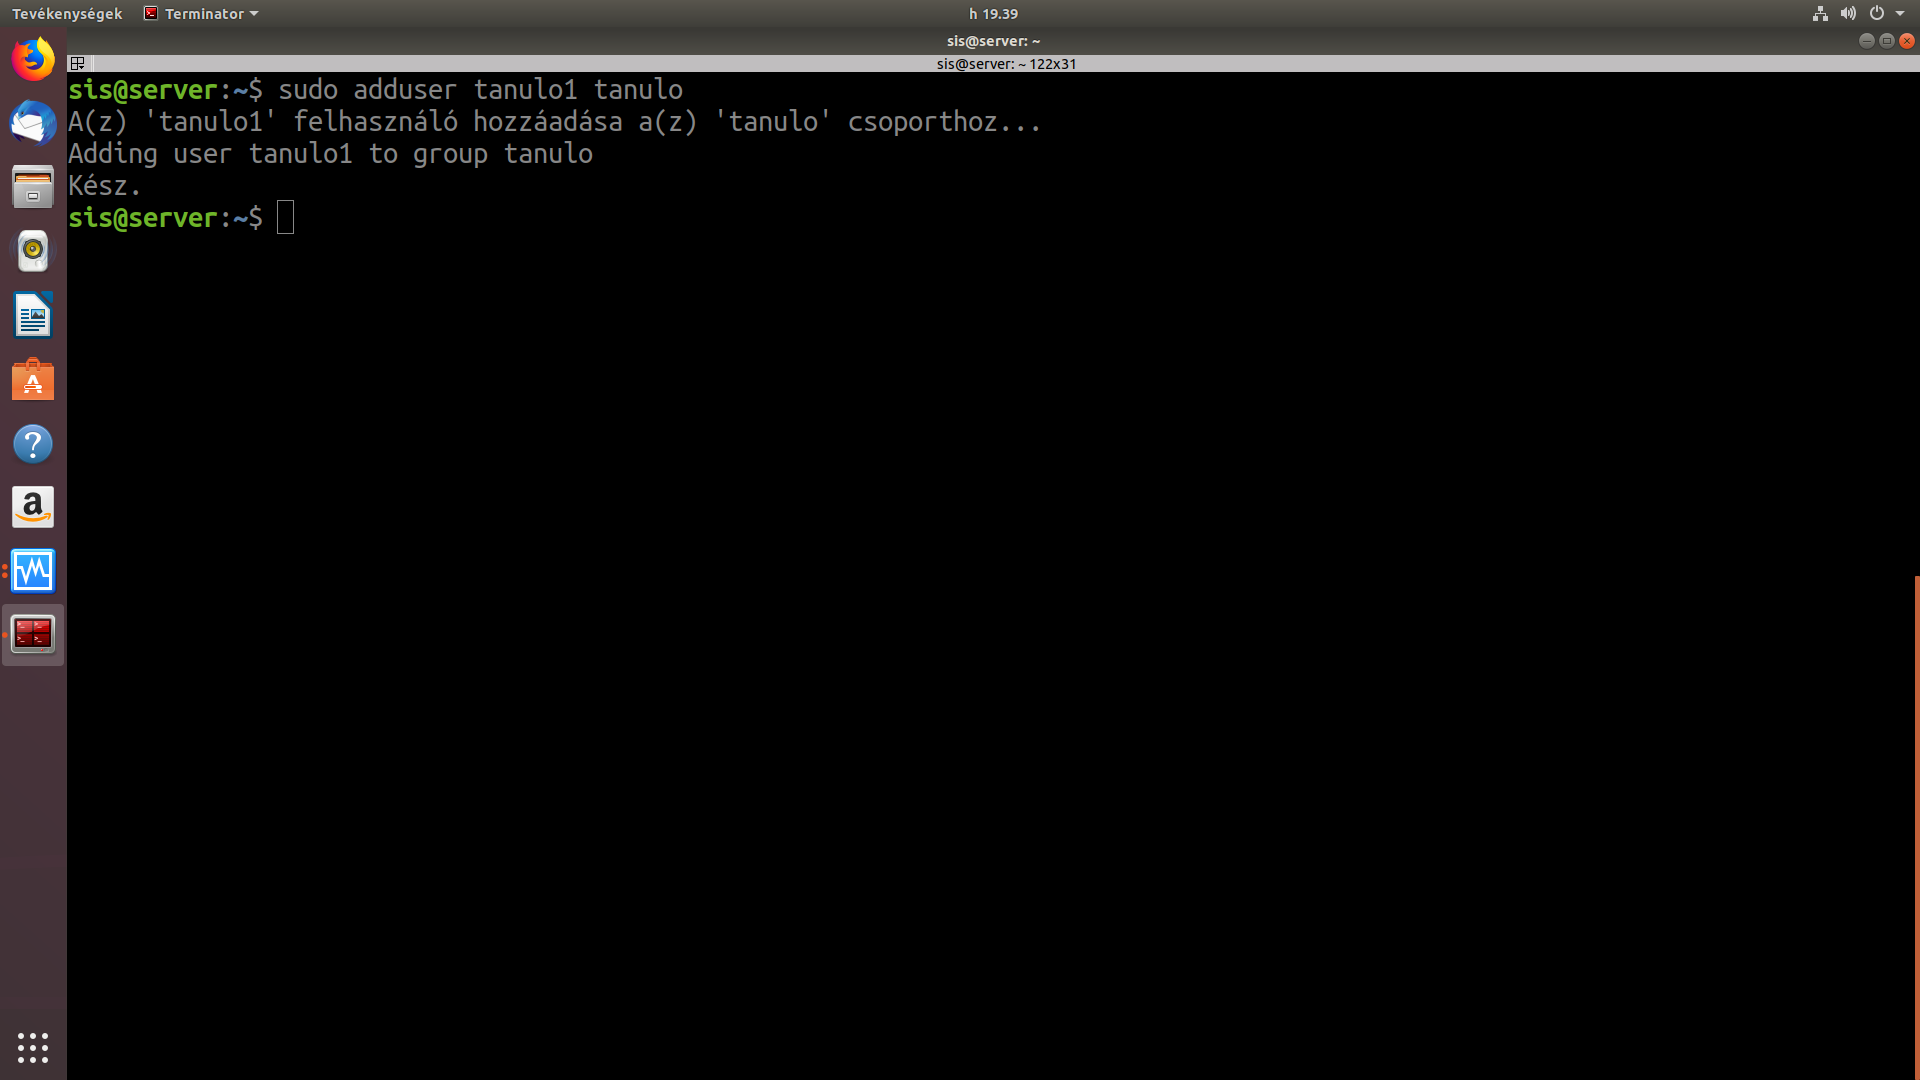 Tevékenységek Terminator h 19.39
sis@server: ~
sis@server: ~ 122x31
sis@server:~$ sudo adduser tanulo1 tanulo
A(z) 'tanulo1' felhasználó hozzáadása a(z) 'tanulo' csoporthoz...
Adding user tanulo1 to group tanulo
Kész.
sis@server:~$